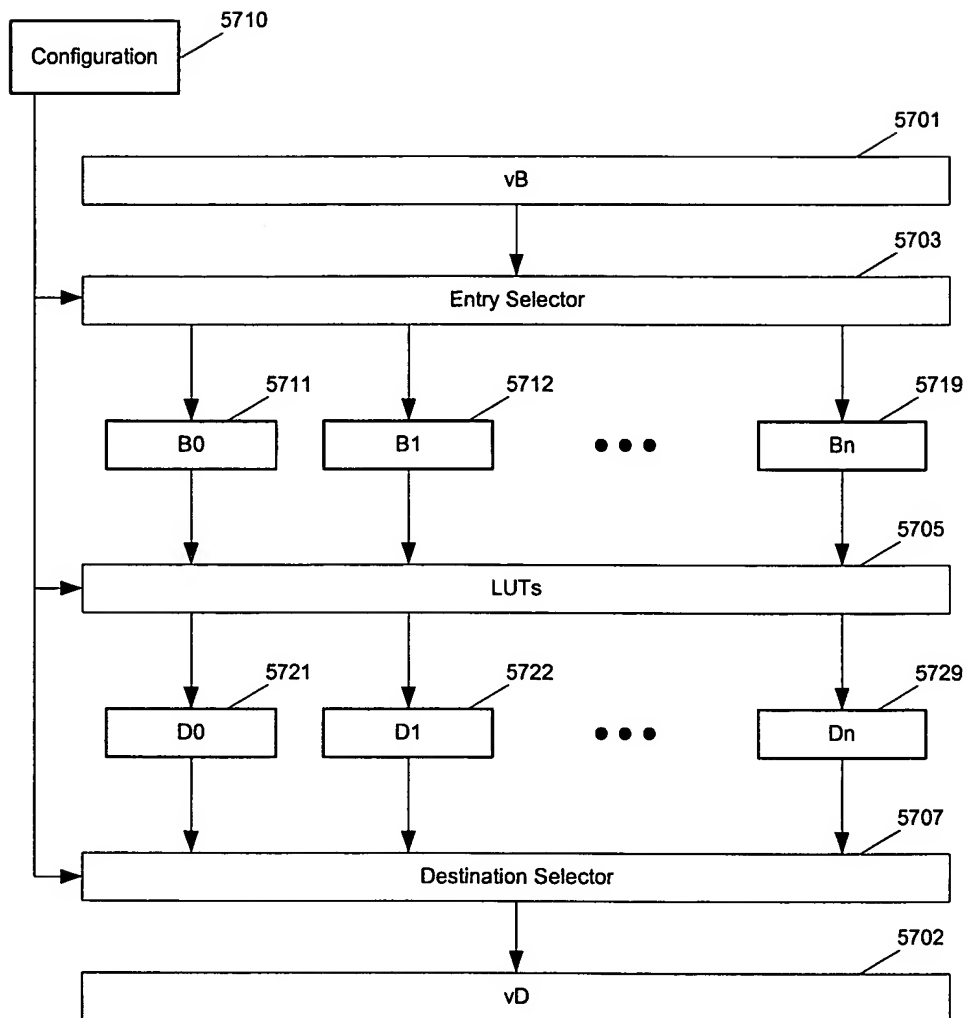 5710
Configuration
5701
vB
5703
Entry Selector
5711
5712
5719
B0
B1
Bn
5705
LUTs
5721
5722
5729
D0
D1
Dn
5707
Destination Selector
5702
vD